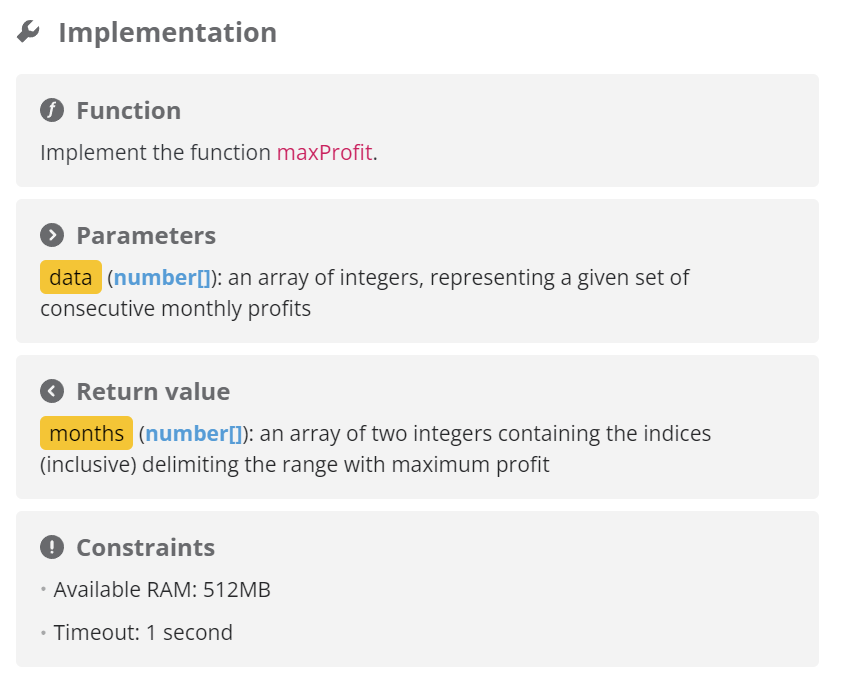 Implementation
Function
Implement the function maxProfit.
Parameters
data (number[]): an array of integers, representing a given set of
consecutive monthly profits
Return value
months (number[]): an array of two integers containing the indices
(inclusive) delimiting the range with maximum profit
Constraints
• Available RAM: 512MB
• Timeout: 1 second